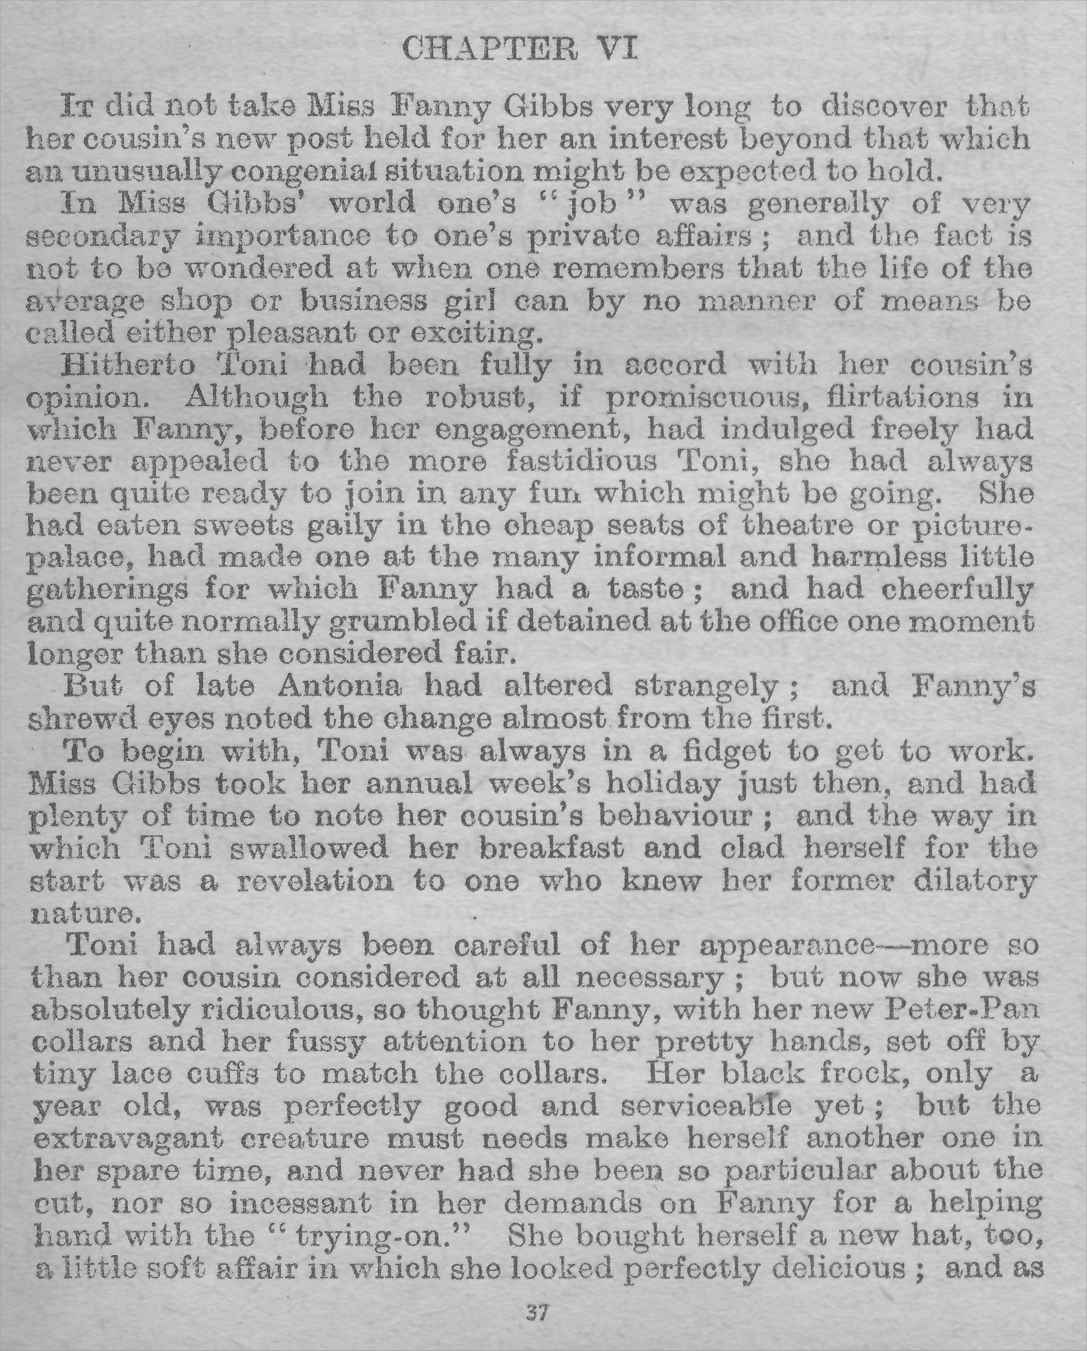 CHAPTER VI
IT did not take Miss Fanny Gibbs very long to discover that
her cousin's new post held for her an interest beyond that which
an unusually congenial situation might be expected to hold.
In Miss Gibbs' world one's “ job ” was generally of very
secondary importance to one's private affairs ; and the fact is
not to be wondered at when one remembers that the life of the
average shop or business girl can by no manner of means be
called either pleasant or exciting.
Hitherto Toni had been fully in accord with her cousin's
opinion. Although the robust, if promiscuous, flirtations in
which Fanny, before her engagement, had indulged freely had
never appealed to the more fastidious Toni, she had always
been quite ready to join in any fun which might be going. She
had eaten sweets gaily in the cheap seats of theatre or picture-
palace, had made one at the many informal and harmless little
gatherings for which Fanny had a taste ; and had cheerfully
and quite normally grumbled if detained at the office one moment
longer than she considered fair.
But of late Antonia had altered strangely ; and Fanny's
shrewd eyes noted the change almost from the first.
To begin with, Toni was always in a fidget to get to work.
Miss Gibbs took her annual week's holiday just then, and had
plenty of time to note her cousin's behaviour ; and the way in
which Toni swallowed her breakfast and clad herself for the
start was a revelation to one who knew her former dilatory
nature.
Toni had always been careful of her appearance—more so
than her cousin considered at all necessary ; but now she was
absolutely ridiculous, so thought Fanny, with her new Peter-Pan
collars and her fussy attention to her pretty hands, set off by
tiny lace cuffs to match the collars. Her black frock, only a
year old, was perfectly good and serviceable yet ; but the
extravagant creature must needs make herself another one in
her spare time, and never had she been so particular about the
cut, nor so incessant in her demands on Fanny for a helping
hand with the “ trying-on.” She bought herself a new hat, too,
a little soft affair in which she looked perfectly delicious ; and as
37